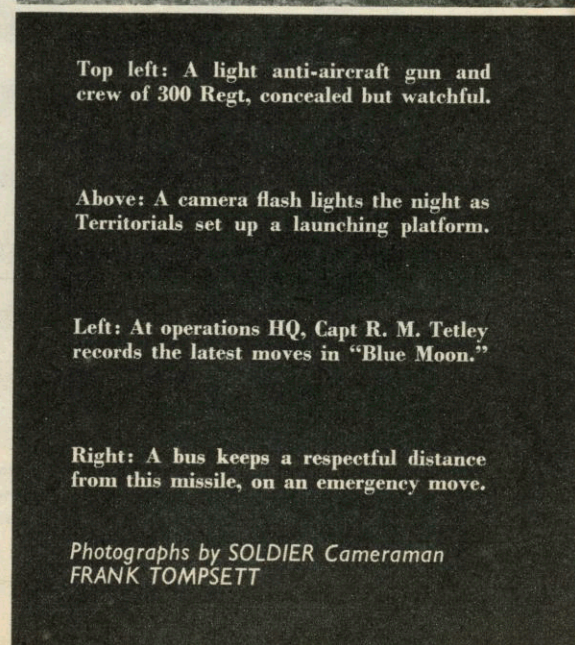 Top left: A light anti-aircraft gun and
crew of 300 Regt, concealed but watchful.
Above: A camera flash lights the night as
Territorials set up a launching platform.
Left: At operations HQ, Capt R. M. Tetley
records the latest moves in “Blue Moon.”
Right: A bus keeps a respectful distance
from this missile, on an emergency move.
Photographs by SOLDIER Cameraman
FRANK TOMPSETT